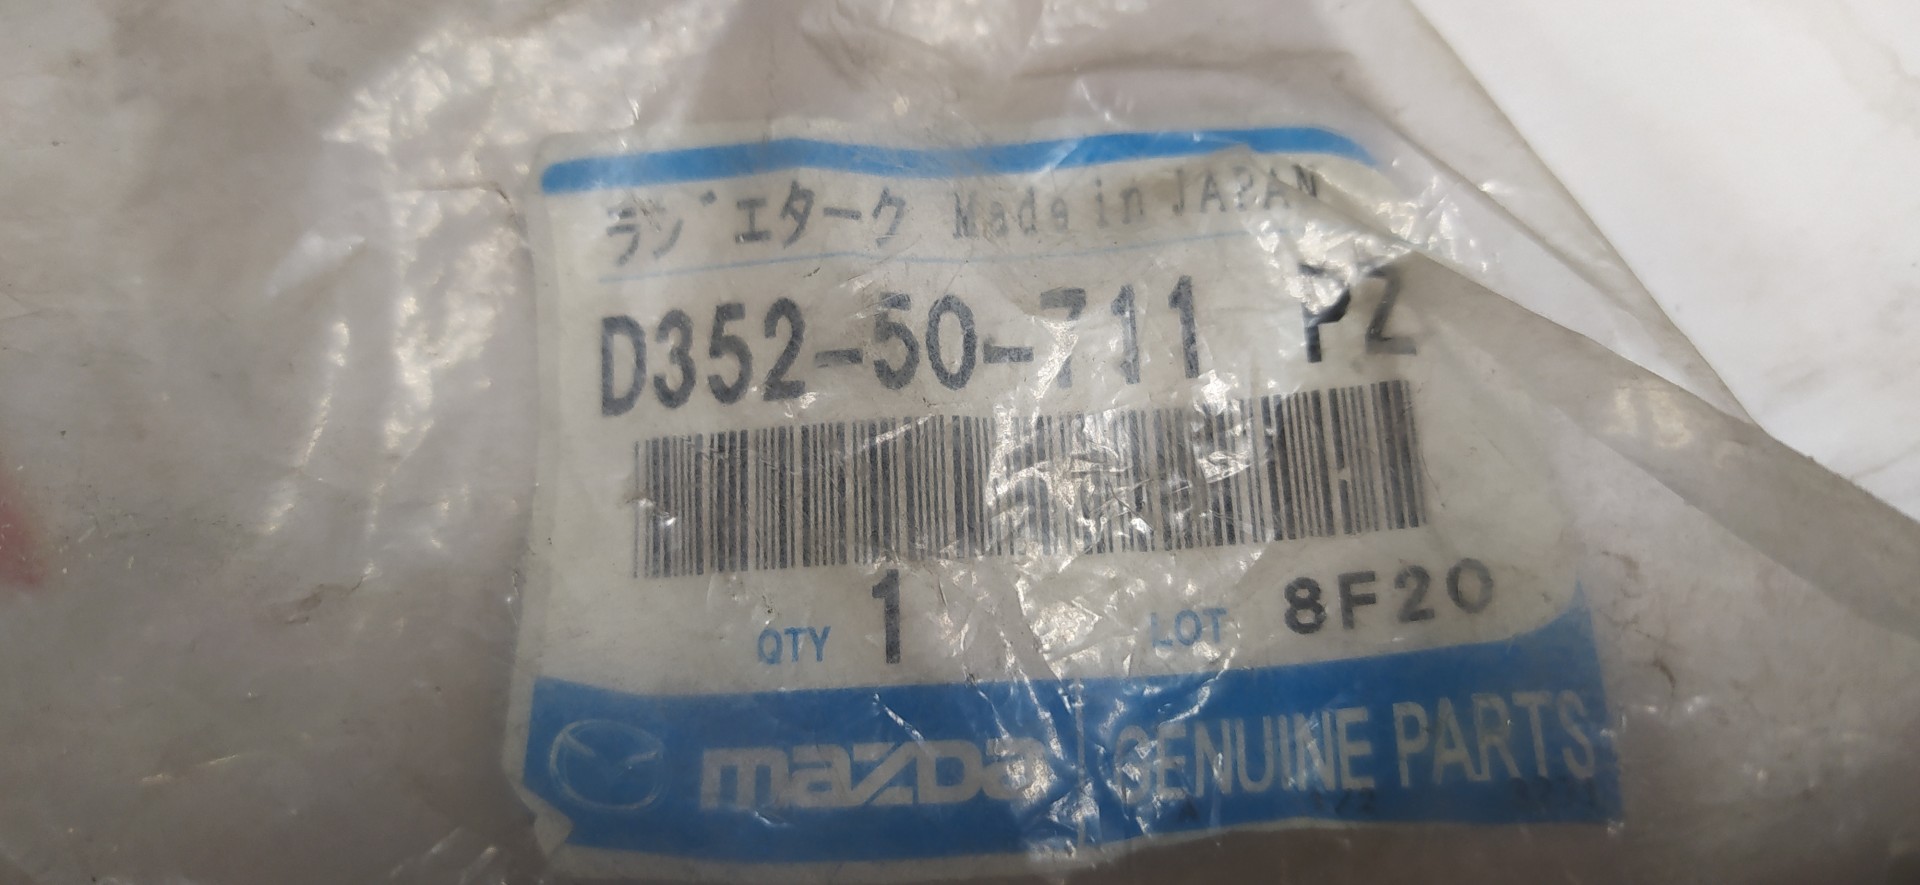 ラジエターク Made in JAPAN
D352-50-711 PZ
QTY 1 LOT 8F20
mazda GENUINE PARTS